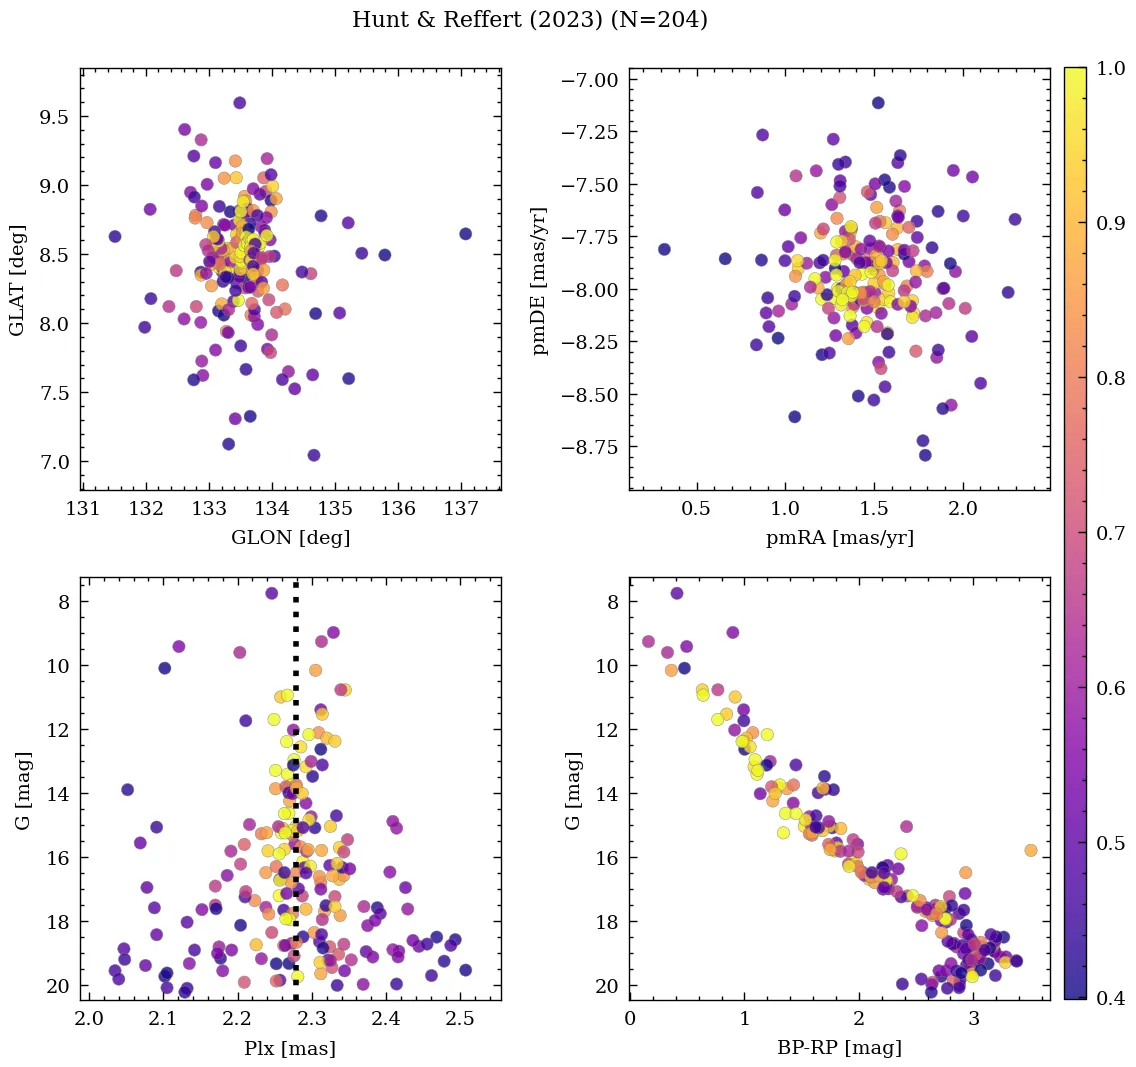 Hunt & Reffert (2023) (N=204)
9.5
9.0
8.5
8.0
7.5
7.0
GLAT [deg]
131 132 133 134 135 136 137
GLON [deg]
−7.00
−7.25
−7.50
−7.75
−8.00
−8.25
−8.50
−8.75
pmDE [mas/yr]
0.5 1.0 1.5 2.0
pmRA [mas/yr]
8
10
12
14
16
18
20
G [mag]
2.0 2.1 2.2 2.3 2.4 2.5
Plx [mas]
8
10
12
14
16
18
20
G [mag]
0 1 2 3
BP-RP [mag]
1.0
0.9
0.8
0.7
0.6
0.5
0.4